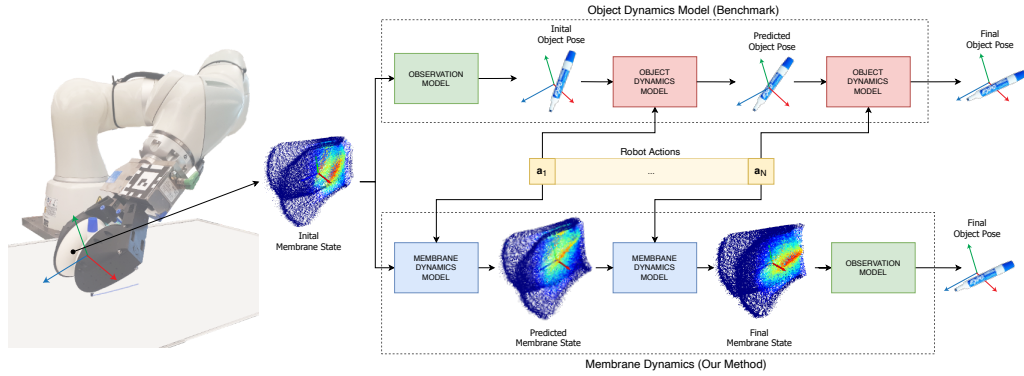 Object Dynamics Model (Benchmark)
Inital
Object Pose
Predicted
Object Pose
Final
Object Pose
OBSERVATION
MODEL
OBJECT
DYNAMICS
MODEL
OBJECT
DYNAMICS
MODEL
Robot Actions
a1
...
aN
Inital
Membrane State
MEMBRANE
DYNAMICS
MODEL
MEMBRANE
DYNAMICS
MODEL
OBSERVATION
MODEL
Final
Object Pose
Predicted
Membrane State
Final
Membrane State
Membrane Dynamics (Our Method)